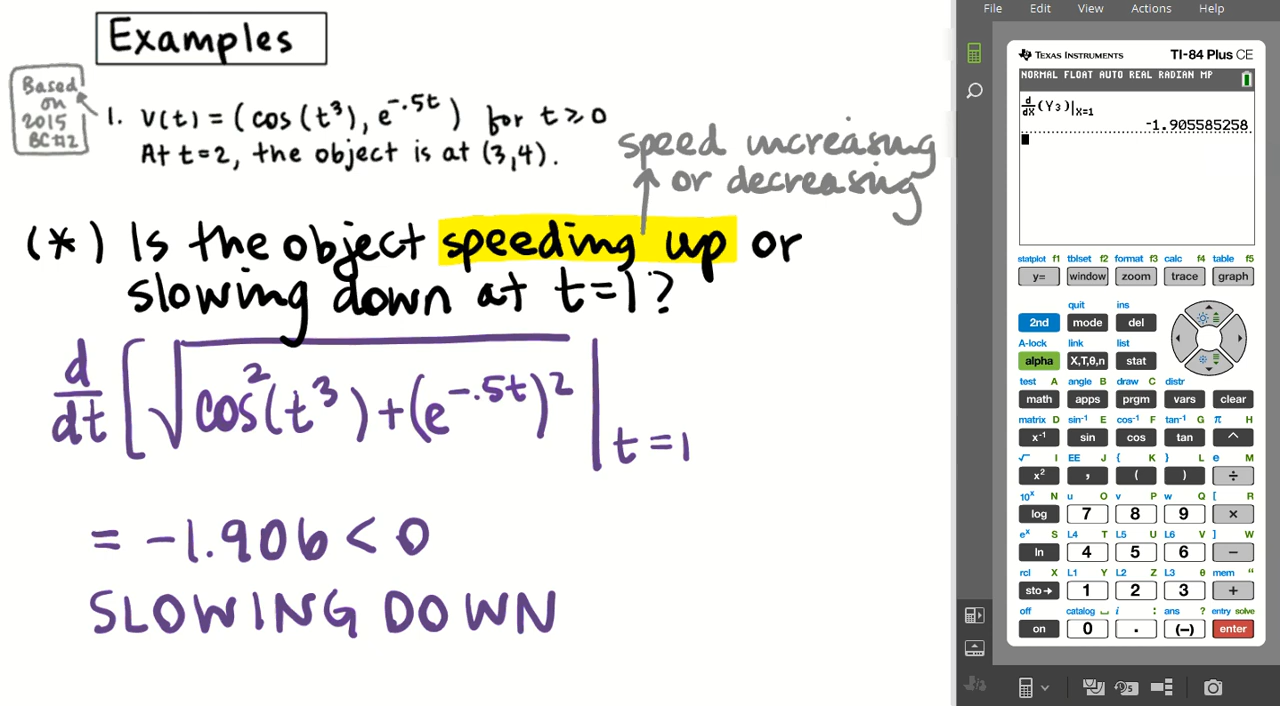 Examples
Based
on
2015
BC #2
1. v(t) = (cos(t³), e^-.5t) for t ≥ 0
At t=2, the object is at (3,4).
speed increasing
or decreasing
(*) Is the object speeding up or
slowing down at t=1?
d/dt [√(cos²(t³)+(e^-.5t)²)] |t=1
= -1.906 < 0
SLOWING DOWN
File Edit View Actions Help
TEXAS INSTRUMENTS TI-84 Plus CE
NORMAL FLOAT AUTO REAL RADIAN MP
d/dX(Y₃)|X=1
-1.905585258
statplot f1 tblset f2 format f3 calc f4 table f5
y= window zoom trace graph
quit ins
2nd mode del
A-lock link list
alpha X,T,θ,n stat
test A angle B draw C distr
math apps prgm vars clear
matrix D sin⁻¹ E cos⁻¹ F tan⁻¹ G π H
x⁻¹ sin cos tan ^
√ I EE J { K } L e M
x² , ( ) ÷
10ˣ N u O v P w Q [ R
log 7 8 9 ×
eˣ S L4 T L5 U L6 V ] W
ln 4 5 6 −
rcl X L1 Y L2 Z L3 θ mem “
sto→ 1 2 3 +
off catalog ⎵ i : ans ? entry solve
on 0 . (−) enter